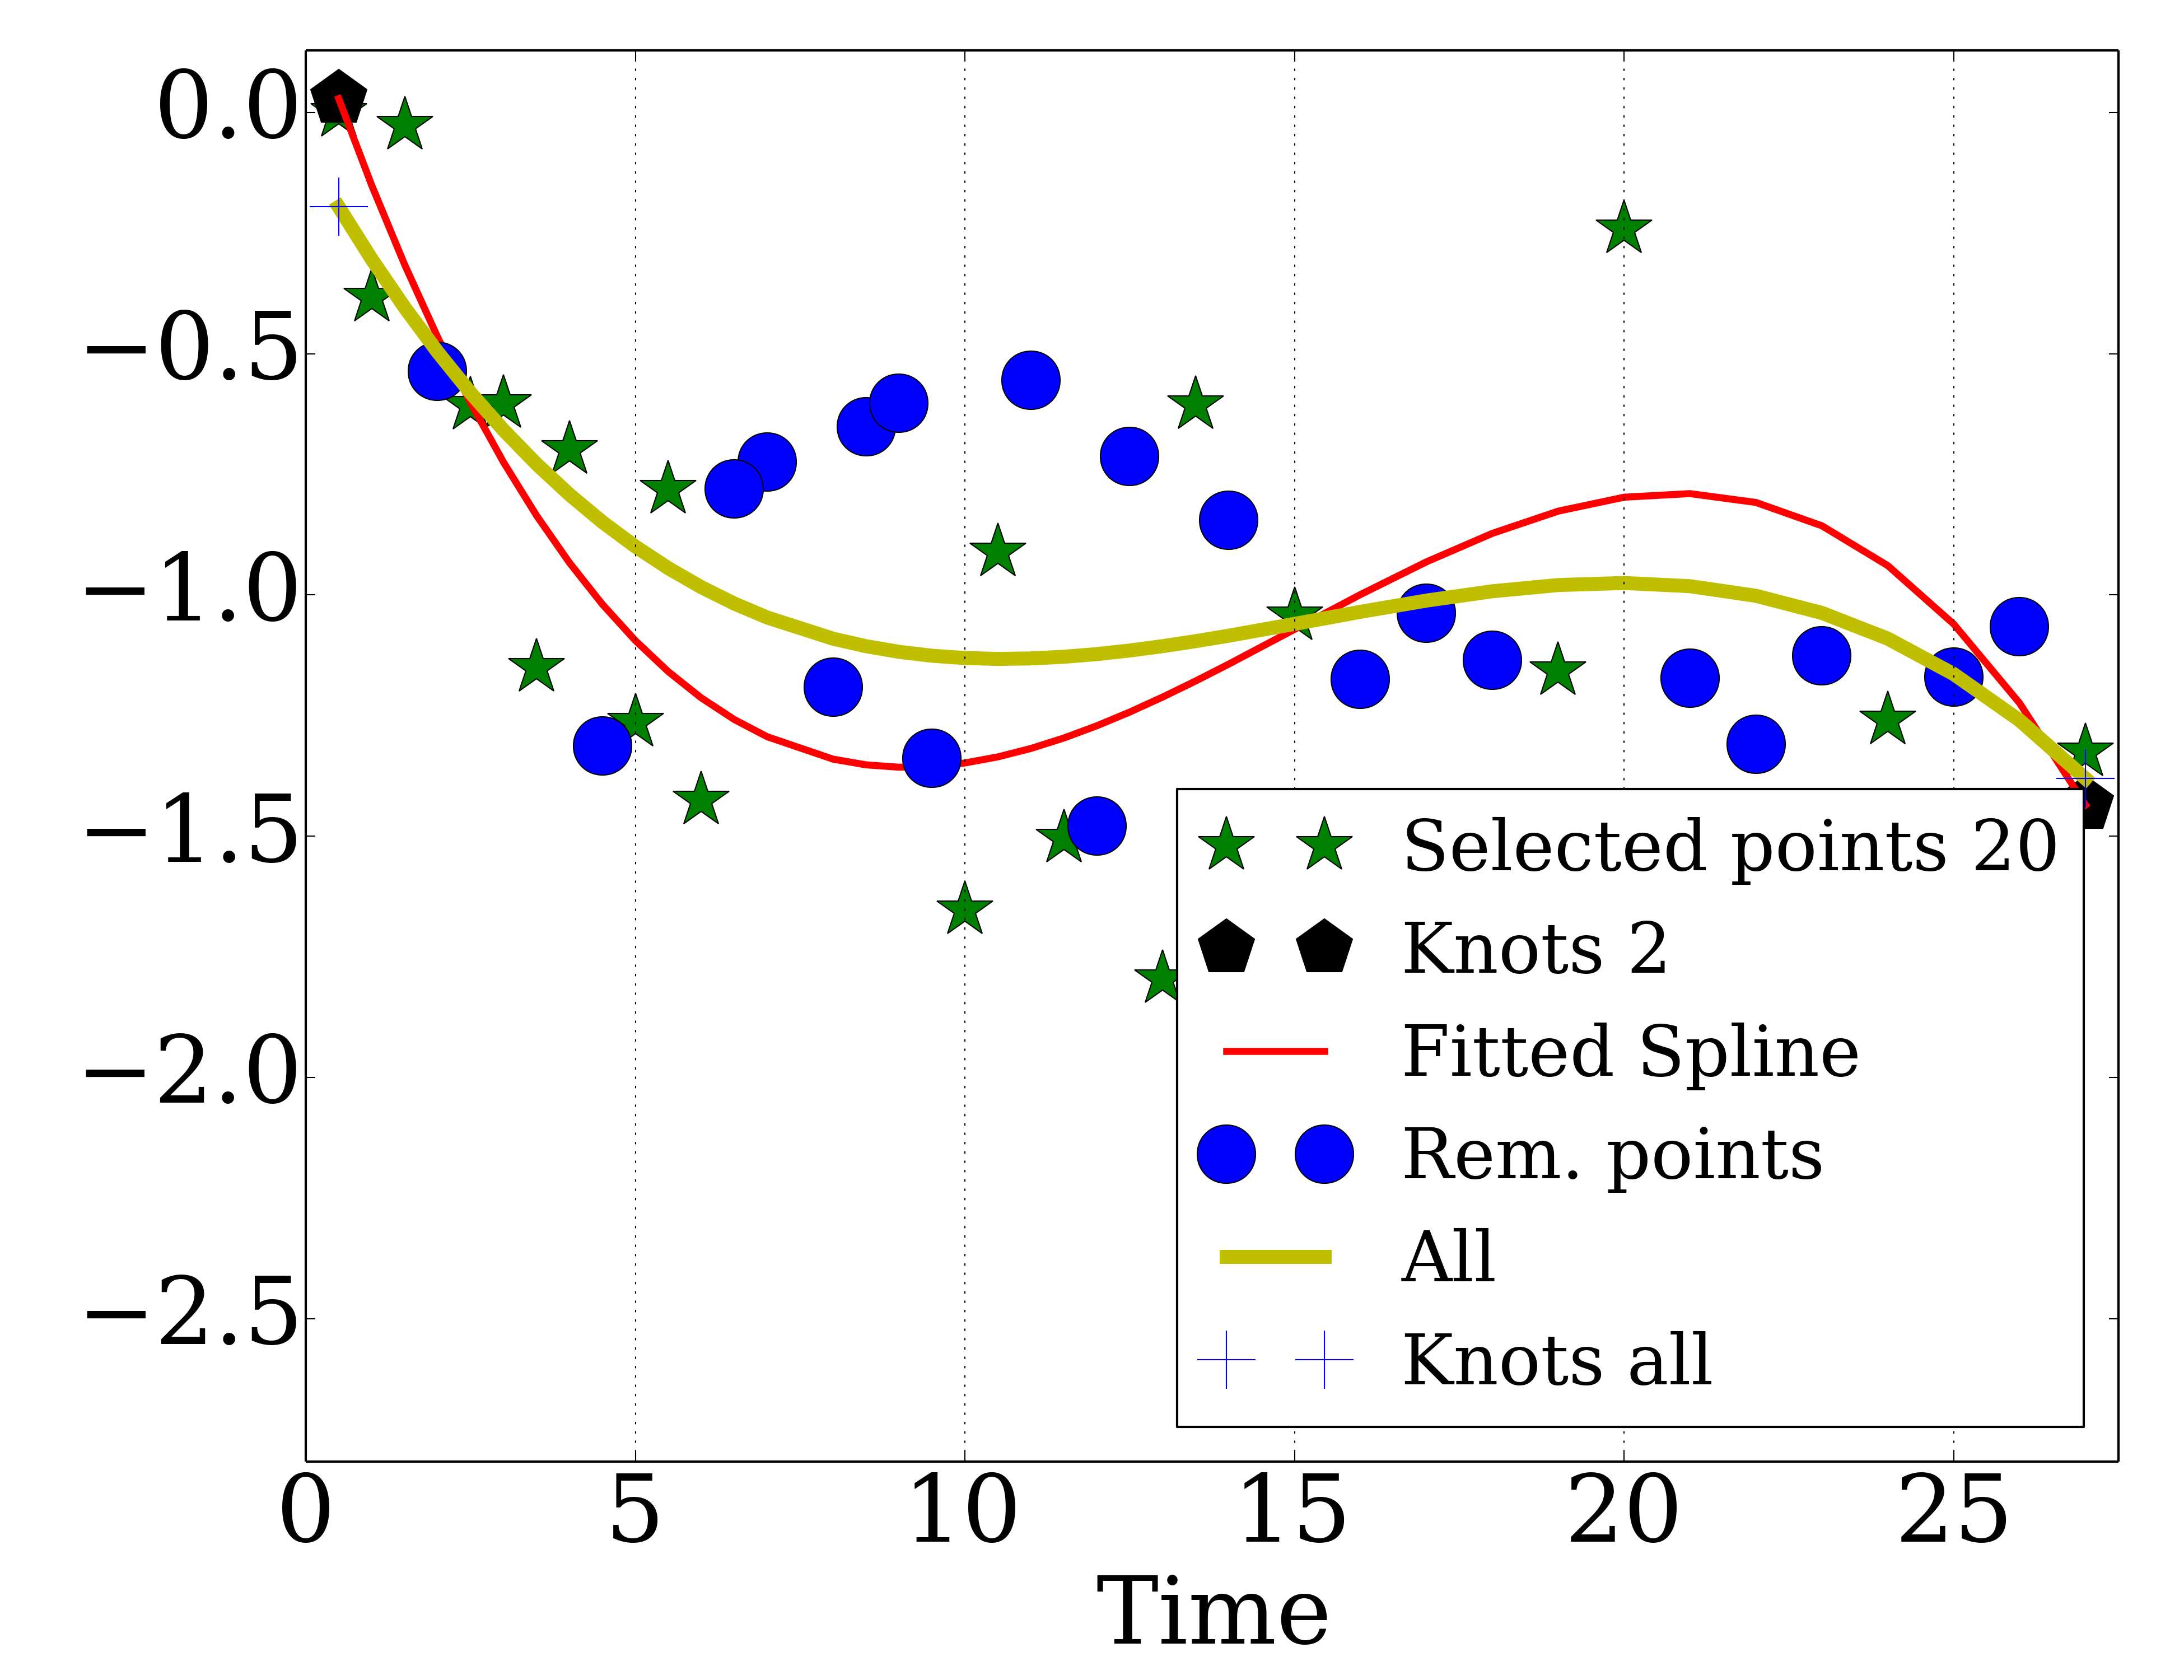 0.0
−0.5
−1.0
−1.5
−2.0
−2.5
Selected points 20
Knots 2
Fitted Spline
Rem. points
All
Knots all
0 5 10 15 20 25
Time